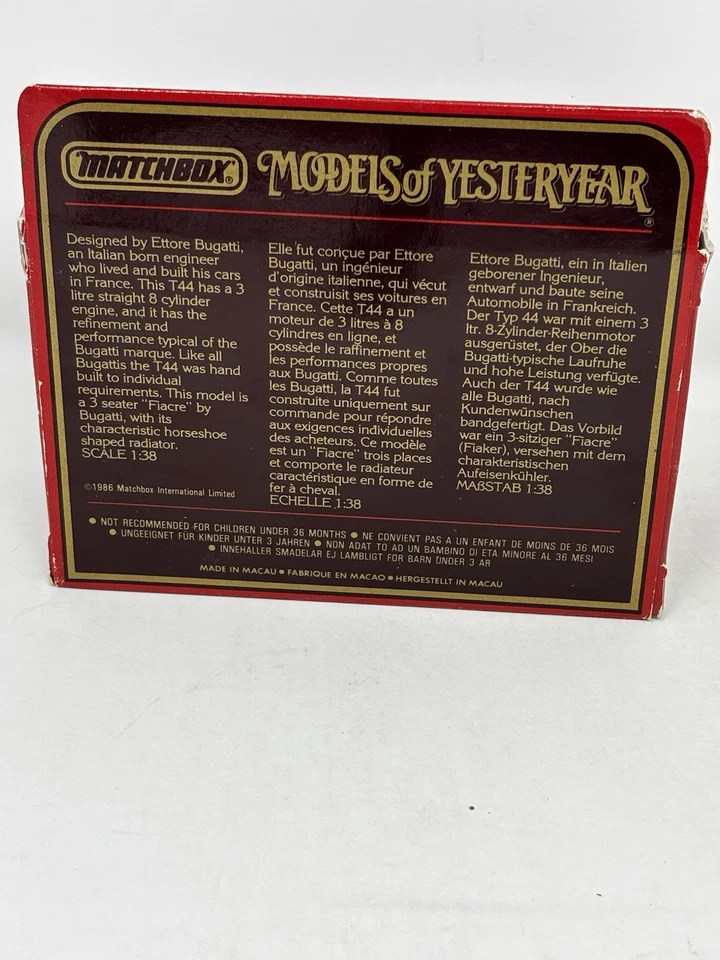 MATCHBOX® MODELS of YESTERYEAR®
Designed by Ettore Bugatti,
an Italian born engineer
who lived and built his cars
in France. This T44 has a 3
litre straight 8 cylinder
engine, and it has the
refinement and
performance typical of the
Bugatti marque. Like all
Bugattis the T44 was hand
built to individual
requirements. This model is
a 3 seater "Fiacre" by
Bugatti, with its
characteristic horseshoe
shaped radiator.
SCALE 1:38
©1986 Matchbox International Limited
Elle fut conçue par Ettore
Bugatti, un ingénieur
d'origine italienne, qui vécut
et construisit ses voitures en
France. Cette T44 a un
moteur de 3 litres à 8
cylindres en ligne, et
possède le raffinement et
les performances propres
aux Bugatti. Comme toutes
les Bugatti, la T44 fut
construite uniquement sur
commande pour répondre
aux exigences individuelles
des acheteurs. Ce modèle
est un "Fiacre" trois places
et comporte le radiateur
caractéristique en forme de
fer à cheval.
ECHELLE 1:38
Ettore Bugatti, ein in Italien
geborener Ingenieur,
entwarf und baute seine
Automobile in Frankreich.
Der Typ 44 war mit einem 3
ltr. 8-Zylinder-Reihenmotor
ausgerüstet, der Ober die
Bugatti-typische Laufruhe
und hohe Leistung verfügte.
Auch der T44 wurde wie
alle Bugatti, nach
Kundenwünschen
bandgefertigt. Das Vorbild
war ein 3-sitziger "Fiacre"
(Fiaker), versehen mit dem
charakteristischen
Aufeisenkühler.
MAßSTAB 1:38
● NOT RECOMMENDED FOR CHILDREN UNDER 36 MONTHS ● NE CONVIENT PAS A UN ENFANT DE MOINS DE 36 MOIS
● UNGEEIGNET FÜR KINDER UNTER 3 JAHREN ● NON ADAT TO AD UN BAMBINO DI ETA MINORE AL 36 MESI
● INNEHALLER SMADELAR EJ LAMBLIGT FOR BARN ONDER 3 AR
MADE IN MACAU ● FABRIQUE EN MACAO ● HERGESTELLT IN MACAU